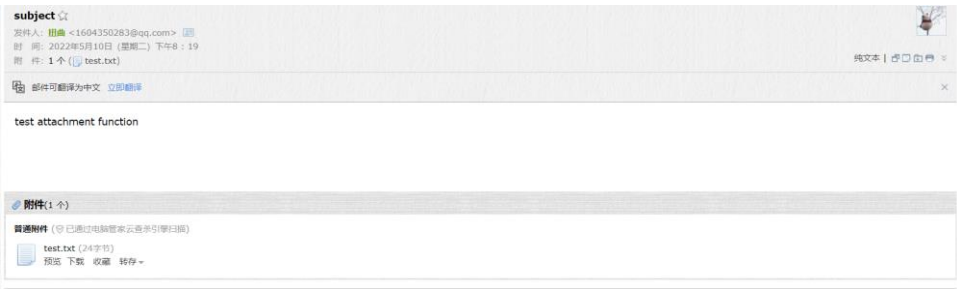 subject
发件人： 扭曲 <1604350283@qq.com>
时 间： 2022年5月10日 (星期二) 下午8：19
附 件： 1 个 ( test.txt)
纯文本 |
邮件可翻译为中文 立即翻译
test attachment function
附件(1 个)
普通附件 (已通过电脑管家云查杀引擎扫描)
test.txt (24字节)
预览 下载 收藏 转存